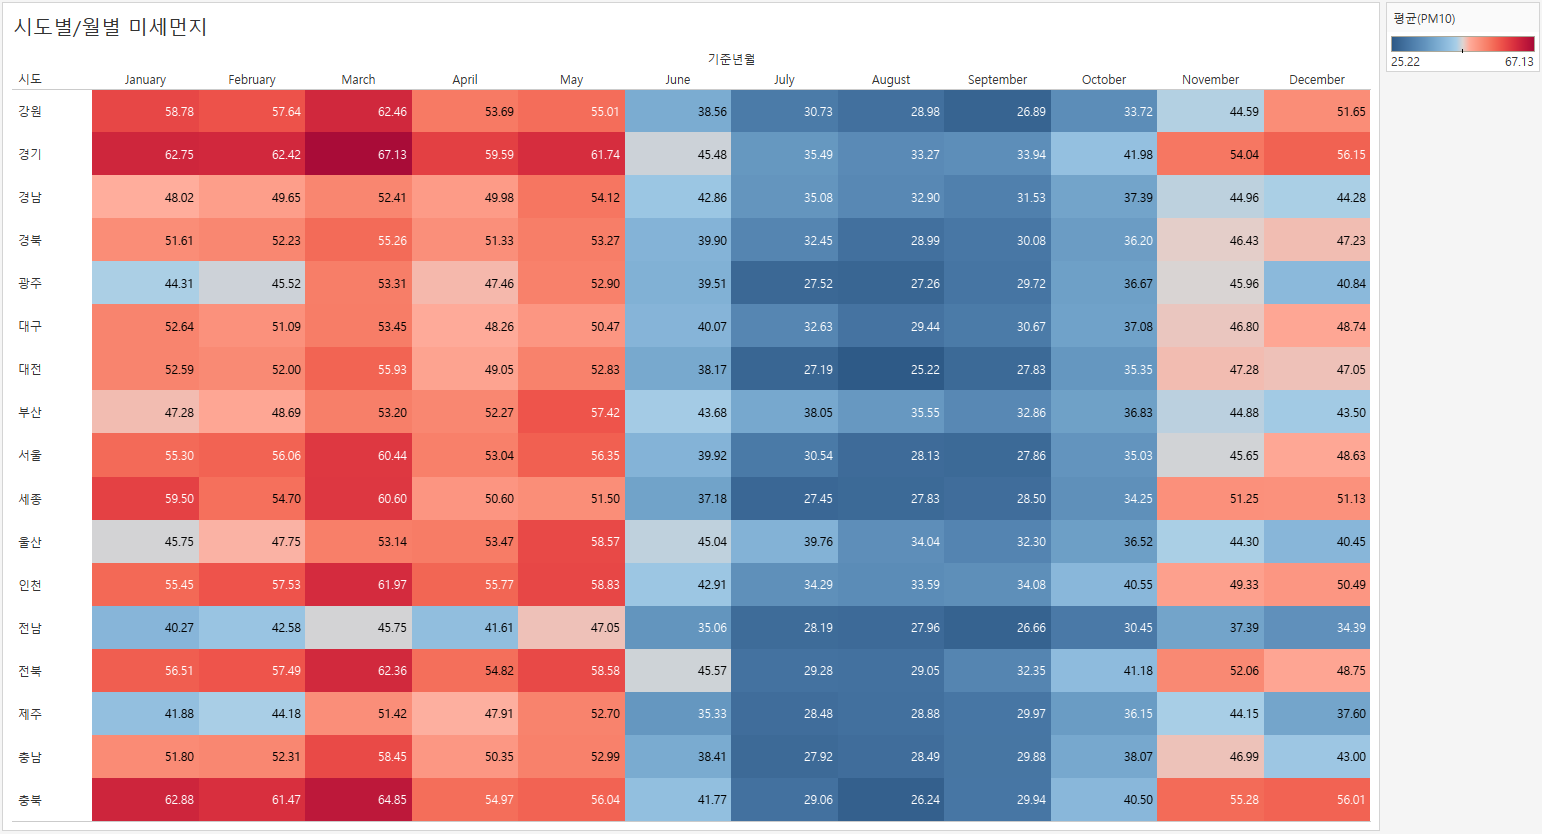 시도별/월별 미세먼지
평균(PM10)
25.22 67.13
기준년월
시도 January February March April May June July August September October November December
강원 58.78 57.64 62.46 53.69 55.01 38.56 30.73 28.98 26.89 33.72 44.59 51.65
경기 62.75 62.42 67.13 59.59 61.74 45.48 35.49 33.27 33.94 41.98 54.04 56.15
경남 48.02 49.65 52.41 49.98 54.12 42.86 35.08 32.90 31.53 37.39 44.96 44.28
경북 51.61 52.23 55.26 51.33 53.27 39.90 32.45 28.99 30.08 36.20 46.43 47.23
광주 44.31 45.52 53.31 47.46 52.90 39.51 27.52 27.26 29.72 36.67 45.96 40.84
대구 52.64 51.09 53.45 48.26 50.47 40.07 32.63 29.44 30.67 37.08 46.80 48.74
대전 52.59 52.00 55.93 49.05 52.83 38.17 27.19 25.22 27.83 35.35 47.28 47.05
부산 47.28 48.69 53.20 52.27 57.42 43.68 38.05 35.55 32.86 36.83 44.88 43.50
서울 55.30 56.06 60.44 53.04 56.35 39.92 30.54 28.13 27.86 35.03 45.65 48.63
세종 59.50 54.70 60.60 50.60 51.50 37.18 27.45 27.83 28.50 34.25 51.25 51.13
울산 45.75 47.75 53.14 53.47 58.57 45.04 39.76 34.04 32.30 36.52 44.30 40.45
인천 55.45 57.53 61.97 55.77 58.83 42.91 34.29 33.59 34.08 40.55 49.33 50.49
전남 40.27 42.58 45.75 41.61 47.05 35.06 28.19 27.96 26.66 30.45 37.39 34.39
전북 56.51 57.49 62.36 54.82 58.58 45.57 29.28 29.05 32.35 41.18 52.06 48.75
제주 41.88 44.18 51.42 47.91 52.70 35.33 28.48 28.88 29.97 36.15 44.15 37.60
충남 51.80 52.31 58.45 50.35 52.99 38.41 27.92 28.49 29.88 38.07 46.99 43.00
충북 62.88 61.47 64.85 54.97 56.04 41.77 29.06 26.24 29.94 40.50 55.28 56.01